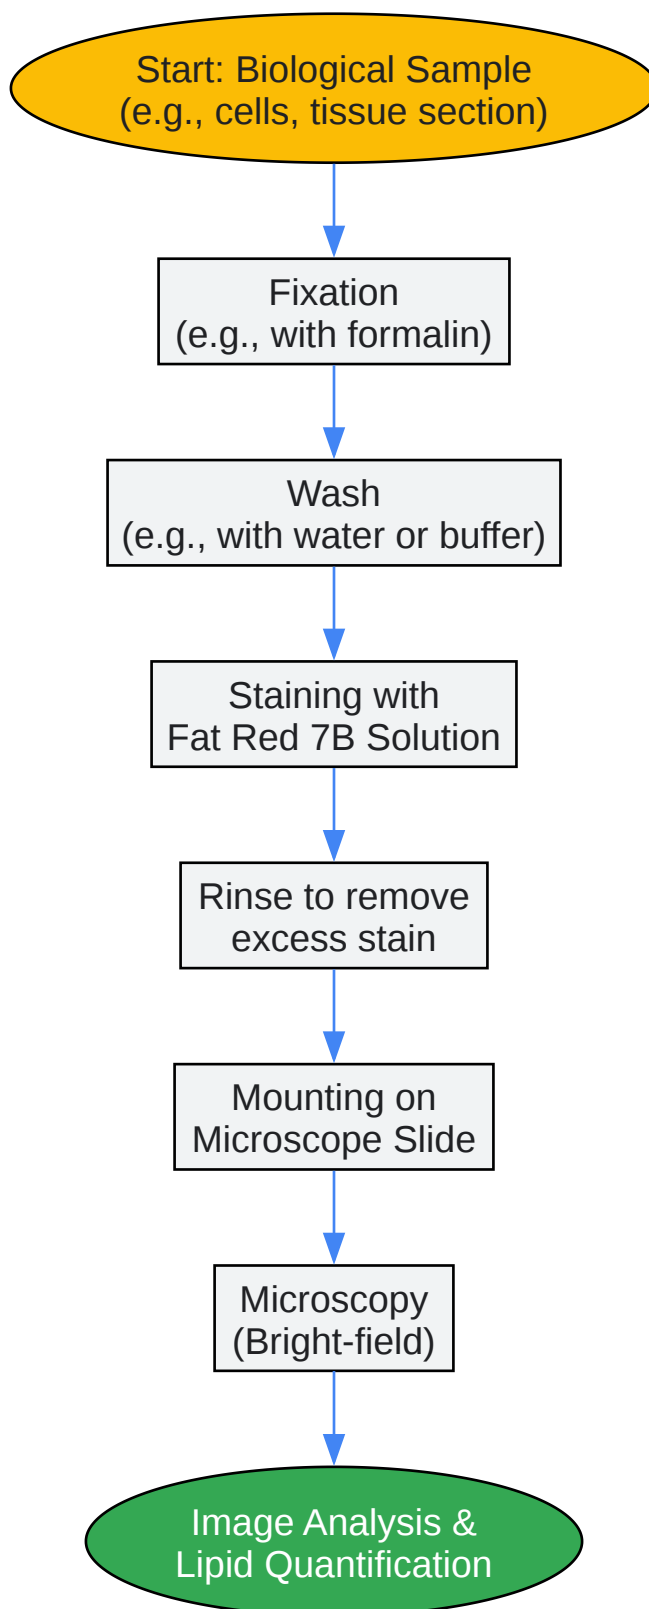 Start: Biological Sample
(e.g., cells, tissue section)
Fixation
(e.g., with formalin)
Wash
(e.g., with water or buffer)
Staining with
Fat Red 7B Solution
Rinse to remove
excess stain
Mounting on
Microscope Slide
Microscopy
(Bright-field)
Image Analysis &
Lipid Quantification